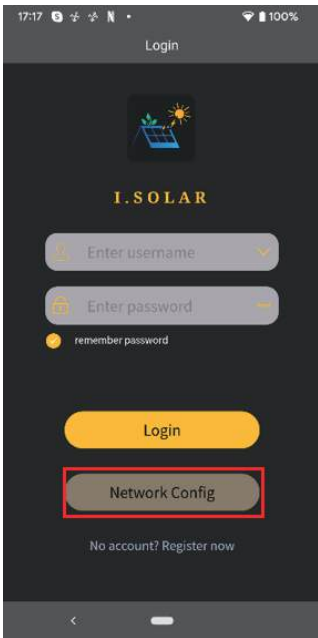 17:17 S N • 100%
Login
I.SOLAR
Enter username
Enter password
remember password
Login
Network Config
No account? Register now